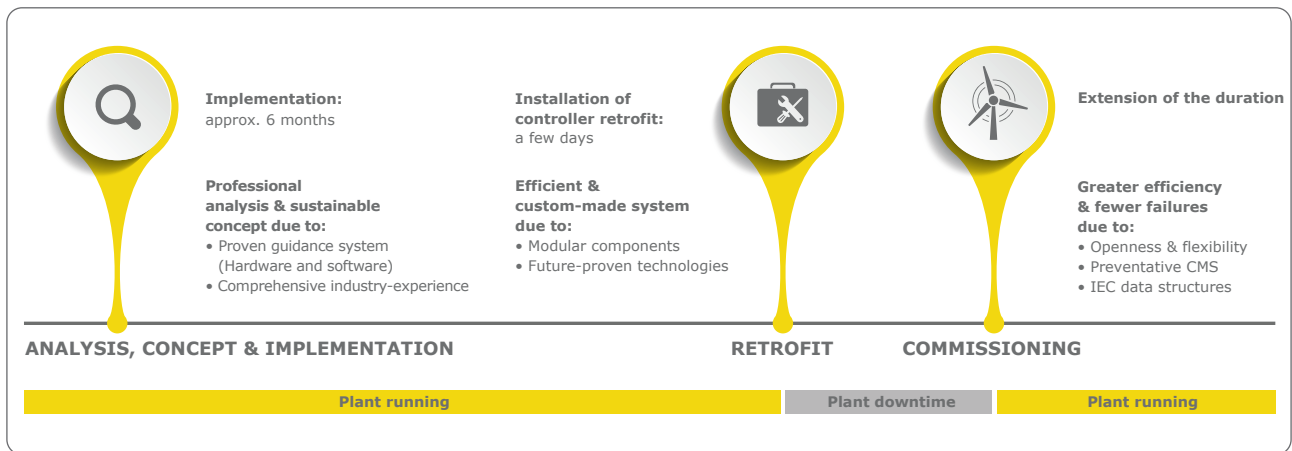 Implementation:
approx. 6 months
Professional
analysis & sustainable
concept due to:
• Proven guidance system
(Hardware and software)
• Comprehensive industry-experience
Installation of
controller retrofit:
a few days
Efficient &
custom-made system
due to:
• Modular components
• Future-proven technologies
Extension of the duration
Greater efficiency
& fewer failures
due to:
• Openness & flexibility
• Preventative CMS
• IEC data structures
ANALYSIS, CONCEPT & IMPLEMENTATION
RETROFIT
COMMISSIONING
Plant running
Plant downtime
Plant running